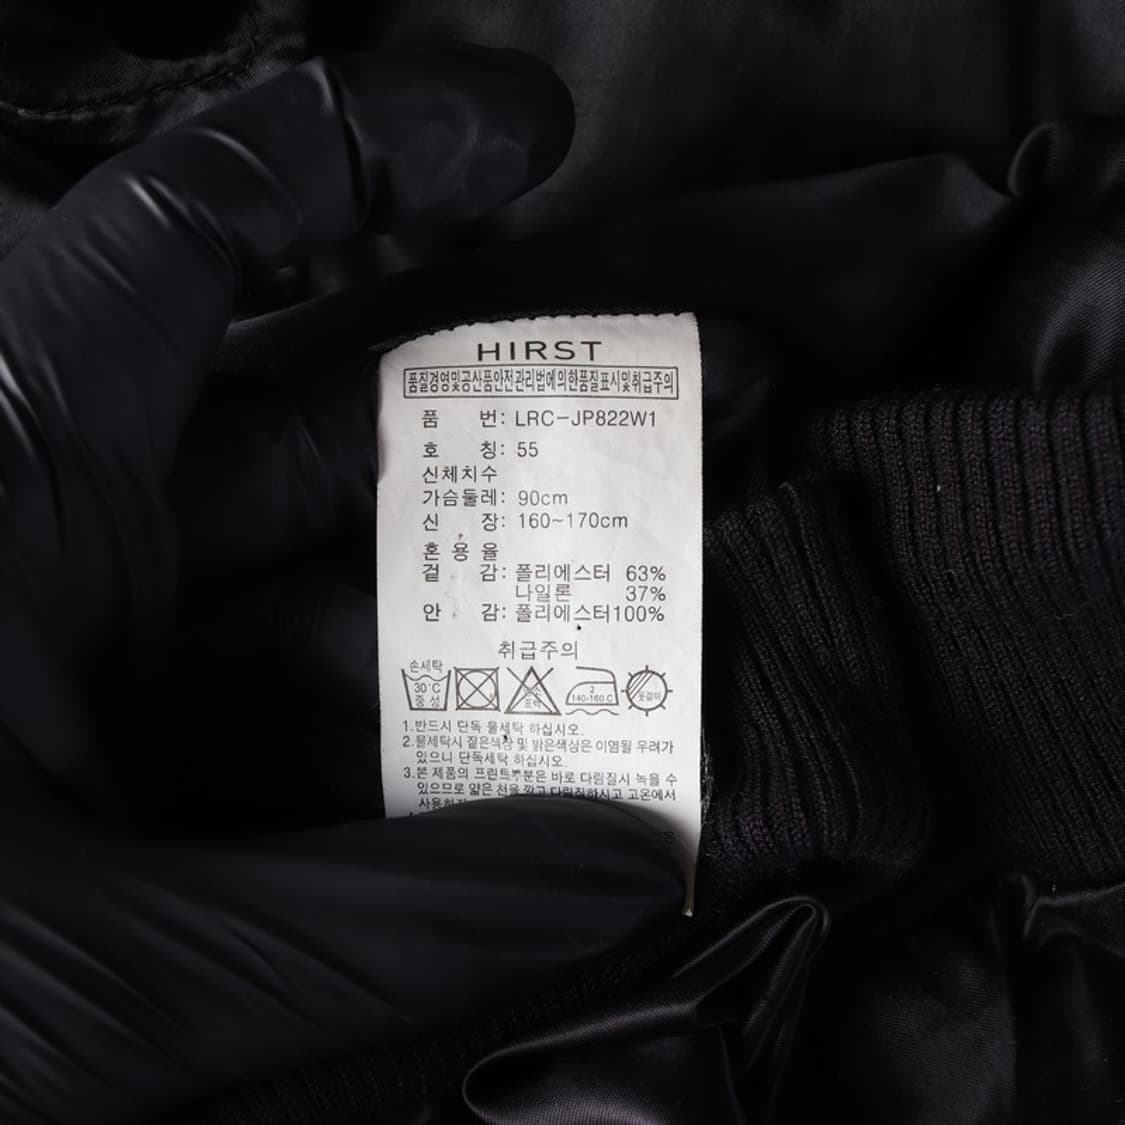 HIRST
품질경영및공산품안전관리법에의한품질표시및취급주의
품 번: LRC-JP822W1
호 칭: 55
신체치수
가슴둘레: 90cm
신 장: 160~170cm
혼 용 율
겉 감: 폴리에스터 63%
나일론 37%
안 감: 폴리에스터100%
취급주의
손세탁
30°C
중성
염소
표백
2
140-160 C
옷걸이
1.반드시 단독 물세탁 하십시오.
2.물세탁시 짙은색상 및 밝은색상은 이염될 우려가
있으니 단독세탁 하십시오.
3.본 제품의 프린트부분은 바로 다림질시 녹을 수
있으므로 얇은 천을 깔고 다림질하시고 고온에서